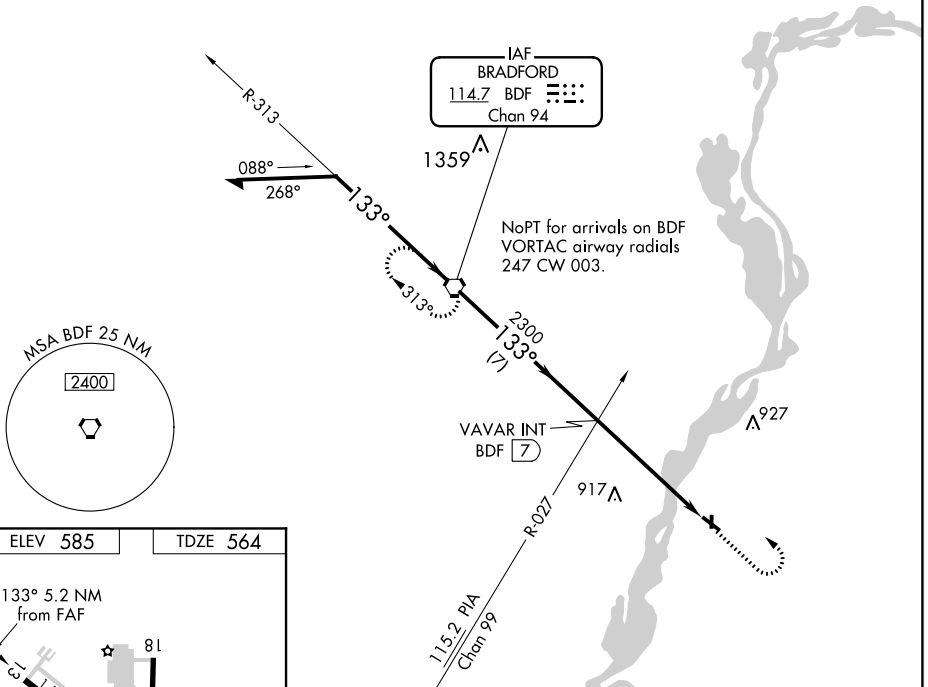 IAF
BRADFORD
114.7 BDF
Chan 94
R-313
1359
088°
268°
133°
NoPT for arrivals on BDF
VORTAC airway radials
247 CW 003.
313°
2300
133°
(7)
MSA BDF 25 NM
2400
VAVAR INT
BDF 7
927
917
R-027
115.2 PIA
Chan 99
ELEV 585
TDZE 564
133° 5.2 NM
from FAF
18
13